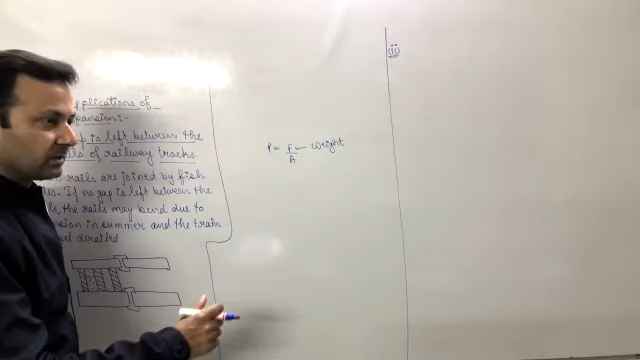 plications of
pansion:-
p is left between the
of railway tracks.
rails are joined by fish
es. If no gap is left between the
ls, the rails may bend due to
nsion in summer and the train
derailed
P = F/A — Weight
(ii)